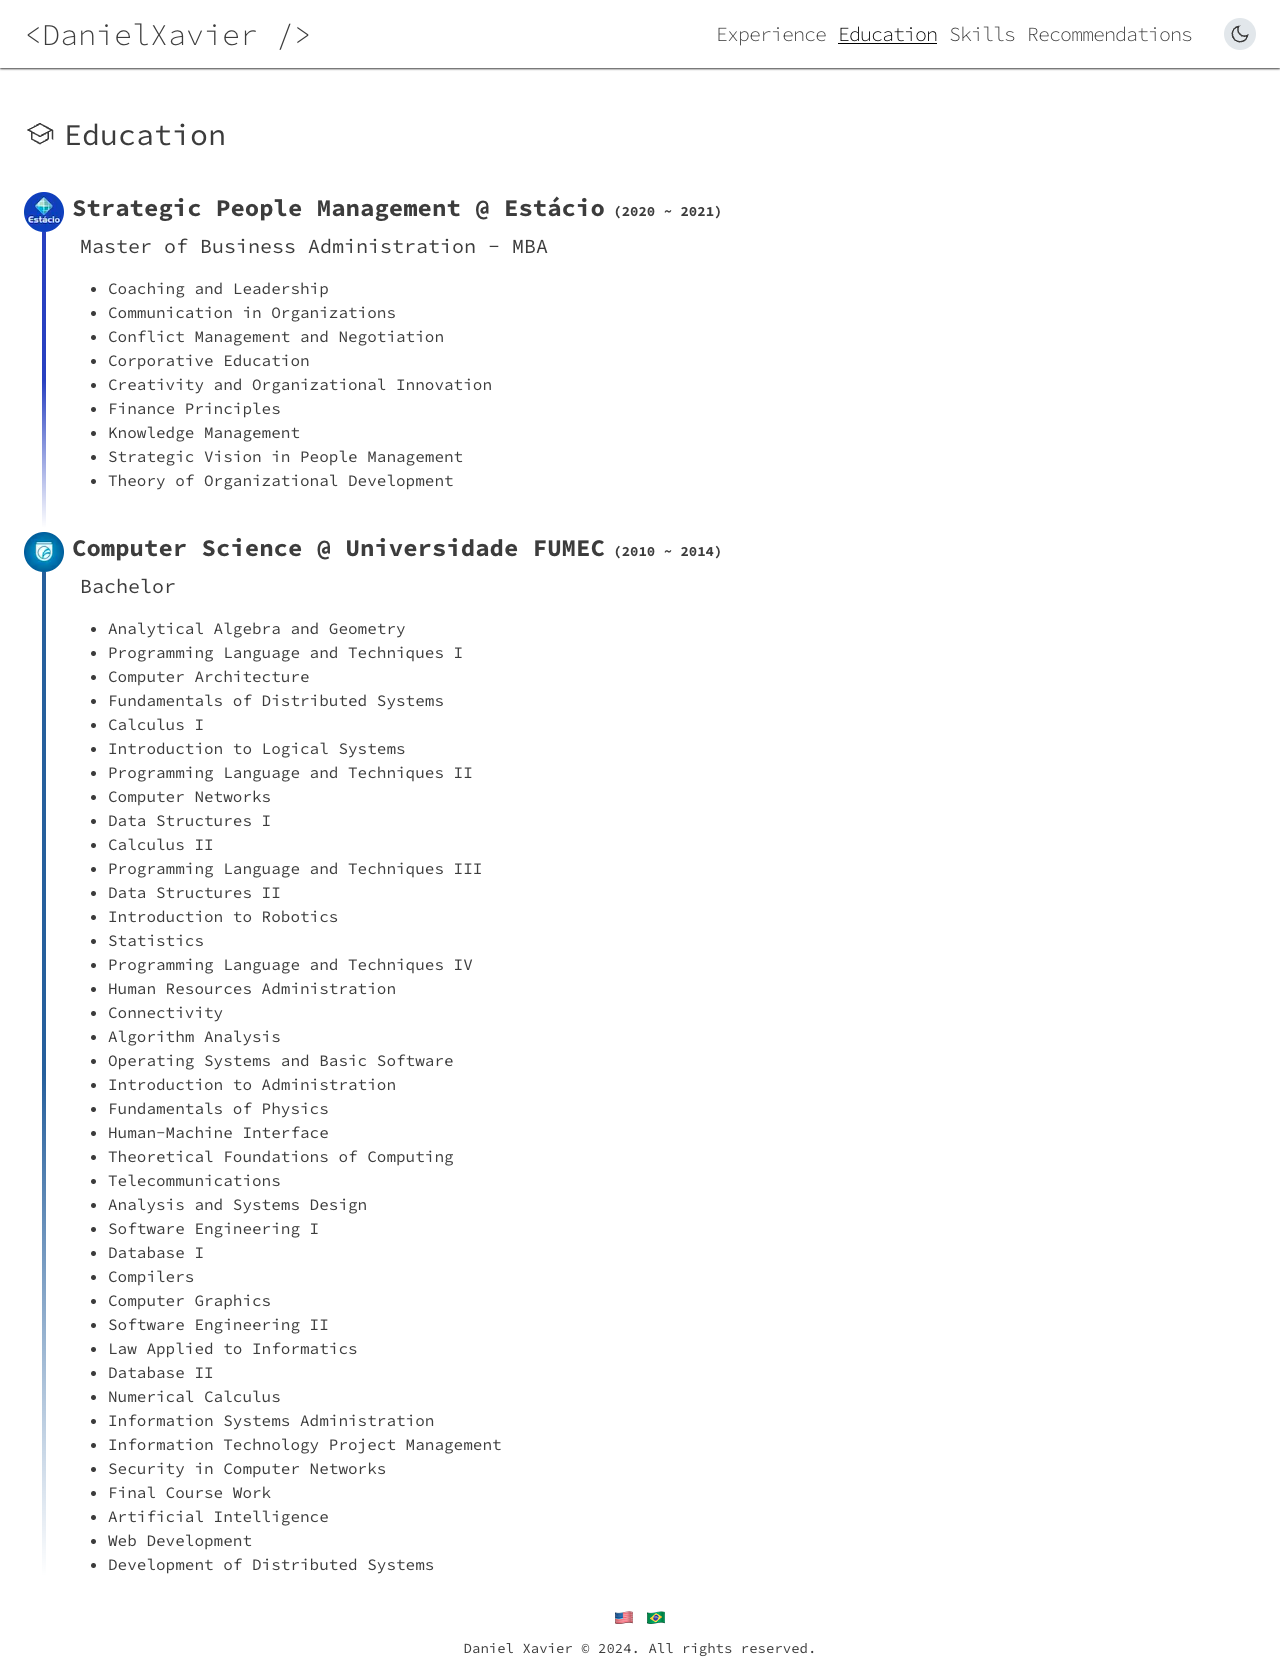 <DanielXavier />
Experience Education Skills Recommendations
Education
Estácio
Strategic People Management @ Estácio (2020 ~ 2021)
Master of Business Administration - MBA
• Coaching and Leadership
• Communication in Organizations
• Conflict Management and Negotiation
• Corporative Education
• Creativity and Organizational Innovation
• Finance Principles
• Knowledge Management
• Strategic Vision in People Management
• Theory of Organizational Development
Computer Science @ Universidade FUMEC (2010 ~ 2014)
Bachelor
• Analytical Algebra and Geometry
• Programming Language and Techniques I
• Computer Architecture
• Fundamentals of Distributed Systems
• Calculus I
• Introduction to Logical Systems
• Programming Language and Techniques II
• Computer Networks
• Data Structures I
• Calculus II
• Programming Language and Techniques III
• Data Structures II
• Introduction to Robotics
• Statistics
• Programming Language and Techniques IV
• Human Resources Administration
• Connectivity
• Algorithm Analysis
• Operating Systems and Basic Software
• Introduction to Administration
• Fundamentals of Physics
• Human-Machine Interface
• Theoretical Foundations of Computing
• Telecommunications
• Analysis and Systems Design
• Software Engineering I
• Database I
• Compilers
• Computer Graphics
• Software Engineering II
• Law Applied to Informatics
• Database II
• Numerical Calculus
• Information Systems Administration
• Information Technology Project Management
• Security in Computer Networks
• Final Course Work
• Artificial Intelligence
• Web Development
• Development of Distributed Systems
Daniel Xavier © 2024. All rights reserved.